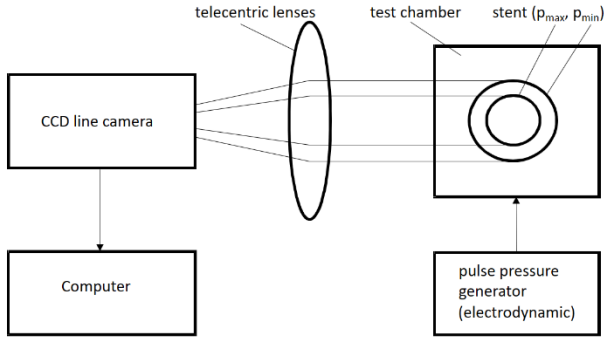 telecentric lenses
test chamber
stent (pmax, pmin)
CCD line camera
Computer
pulse pressure
generator
(electrodynamic)